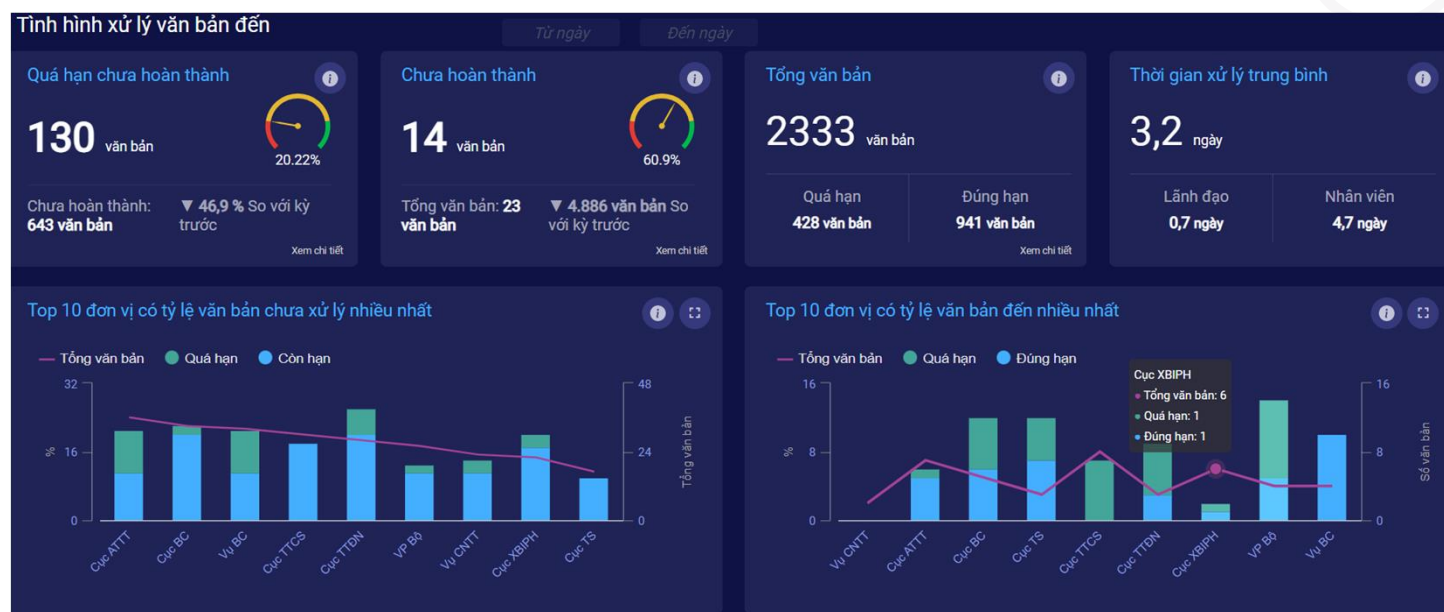 Tình hình xử lý văn bản đến
Từ ngày
Đến ngày
Quá hạn chưa hoàn thành
130 văn bản
20.22%
Chưa hoàn thành:
643 văn bản
▼ 46,9 % So với kỳ
trước
Xem chi tiết
Chưa hoàn thành
14 văn bản
60.9%
Tổng văn bản: 23
văn bản
▼ 4.886 văn bản So
với kỳ trước
Xem chi tiết
Tổng văn bản
2333 văn bản
Quá hạn
428 văn bản
Đúng hạn
941 văn bản
Xem chi tiết
Thời gian xử lý trung bình
3,2 ngày
Lãnh đạo
0,7 ngày
Nhân viên
4,7 ngày
Top 10 đơn vị có tỷ lệ văn bản chưa xử lý nhiều nhất
Tổng văn bản
Quá hạn
Còn hạn
32
16
0
%
48
24
0
Tổng văn bản
Cục ATTT
Cục BC
Vụ BC
Cục TTCS
Cục TTĐN
VP Bộ
Vụ CNTT
Cục XBIPH
Cục TS
Top 10 đơn vị có tỷ lệ văn bản đến nhiều nhất
Tổng văn bản
Quá hạn
Đúng hạn
Cục XBIPH
Tổng văn bản: 6
Quá hạn: 1
Đúng hạn: 1
16
8
0
%
16
8
0
Số văn bản
Vụ CNTT
Cục ATTT
Cục BC
Cục TS
Cục TTCS
Cục TTĐN
Cục XBIPH
VP Bộ
Vụ BC